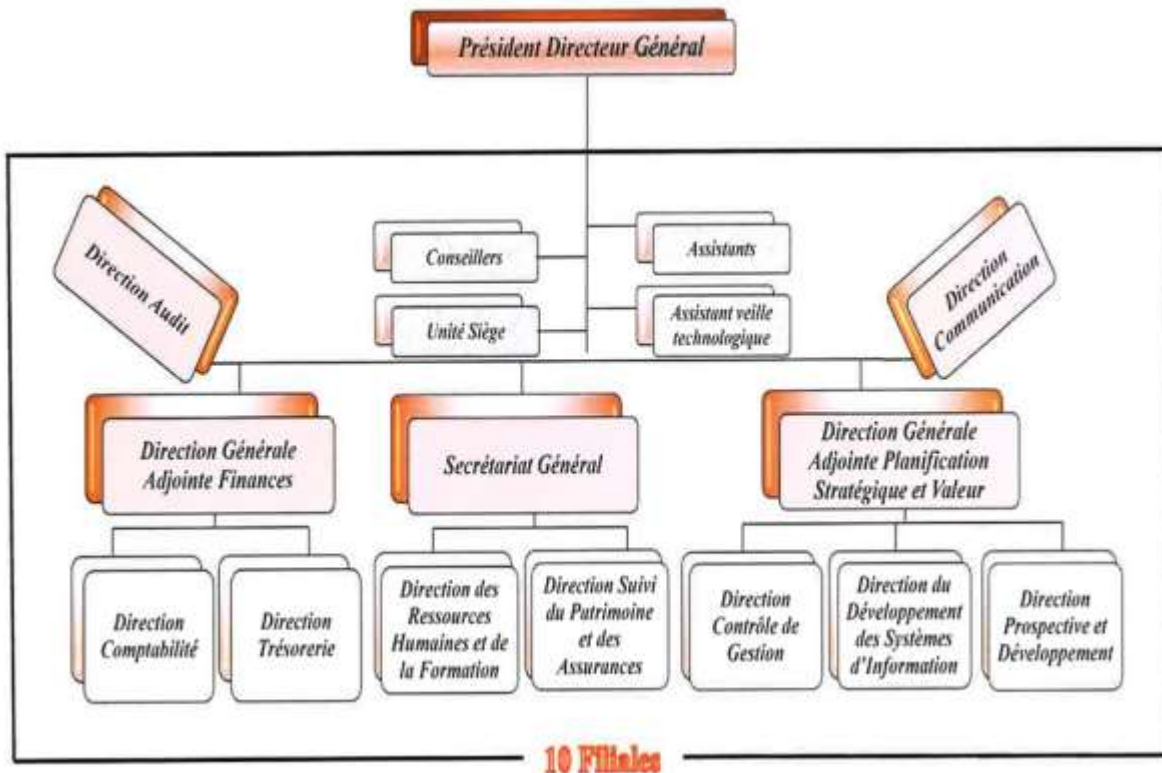 Président Directeur Général
Direction Audit
Conseillers
Assistants
Unité Siège
Assistant veille
technologique
Direction
Communication
Direction Générale
Adjointe Finances
Secrétariat Général
Direction Générale
Adjointe Planification
Stratégique et Valeur
Direction
Comptabilité
Direction
Trésorerie
Direction des
Ressources
Humaines et de
la Formation
Direction Suivi
du Patrimoine
et des
Assurances
Direction
Contrôle de
Gestion
Direction du
Développement
des Systèmes
d'Information
Direction
Prospective et
Développement
10 Filiales